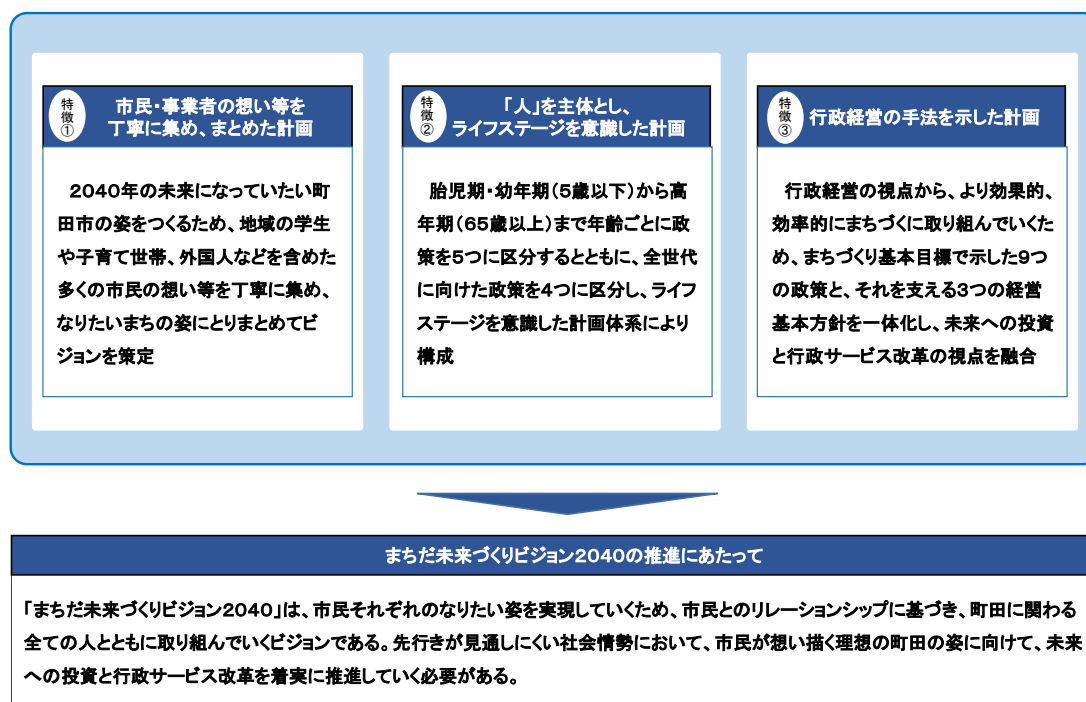 特徴①
市民・事業者の想い等を
丁寧に集め、まとめた計画
2040年の未来になっていたい町
田市の姿をつくるため、地域の学生
や子育て世帯、外国人などを含めた
多くの市民の想い等を丁寧に集め、
なりたいまちの姿にとりまとめてビ
ジョンを策定
特徴②
「人」を主体とし、
ライフステージを意識した計画
胎児期・幼年期(5歳以下)から高
年期(65歳以上)まで年齢ごとに政
策を5つに区分するとともに、全世代
に向けた政策を4つに区分し、ライフ
ステージを意識した計画体系により
構成
特徴③
行政経営の手法を示した計画
行政経営の視点から、より効果的、
効率的にまちづくに取り組んでいくた
め、まちづくり基本目標で示した9つ
の政策と、それを支える3つの経営
基本方針を一体化し、未来への投資
と行政サービス改革の視点を融合
まちだ未来づくりビジョン2040の推進にあたって
「まちだ未来づくりビジョン2040」は、市民それぞれのなりたい姿を実現していくため、市民とのリレーションシップに基づき、町田に関わる
全ての人とともに取り組んでいくビジョンである。先行きが見通しにくい社会情勢において、市民が想い描く理想の町田の姿に向けて、未来
への投資と行政サービス改革を着実に推進していく必要がある。